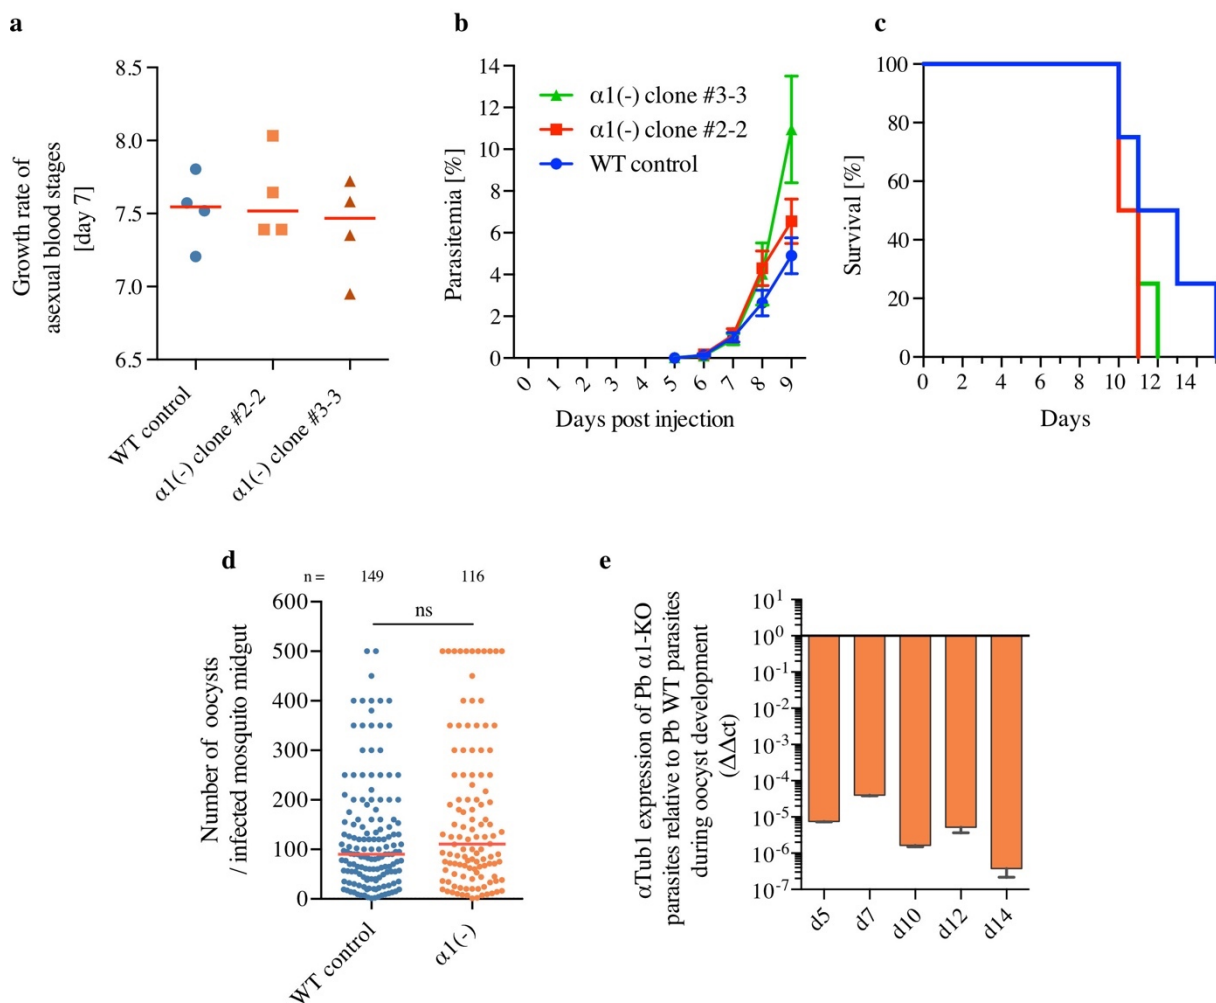 a
8.5
8.0
7.5
7.0
6.5
Growth rate of
asexual blood stages
[day 7]
WT control
α1(-) clone #2-2
α1(-) clone #3-3
b
14
12
10
8
6
4
2
0
Parasitemia [%]
α1(-) clone #3-3
α1(-) clone #2-2
WT control
0 1 2 3 4 5 6 7 8 9
Days post injection
c
100
80
60
40
20
0
Survival [%]
0 2 4 6 8 10 12 14
Days
d
n = 149 116
ns
600
500
400
300
200
100
0
Number of oocysts
/ infected mosquito midgut
WT control
α1(-)
e
αTub1 expression of Pb α1-KO
parasites relative to Pb WT parasites
during oocyst development
(ΔΔct)
10¹
10⁰
10⁻¹
10⁻²
10⁻³
10⁻⁴
10⁻⁵
10⁻⁶
10⁻⁷
d5
d7
d10
d12
d14